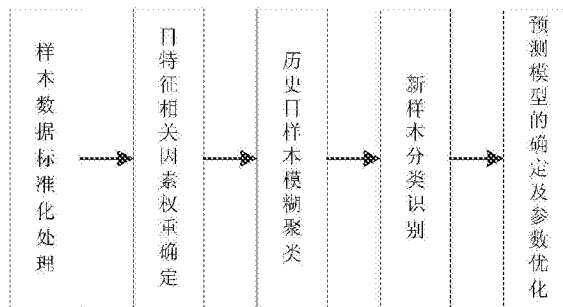 样本数据标准化处理
日特征相关因素权重确定
历史日样本模糊聚类
新样本分类识别
预测模型的确定及参数优化